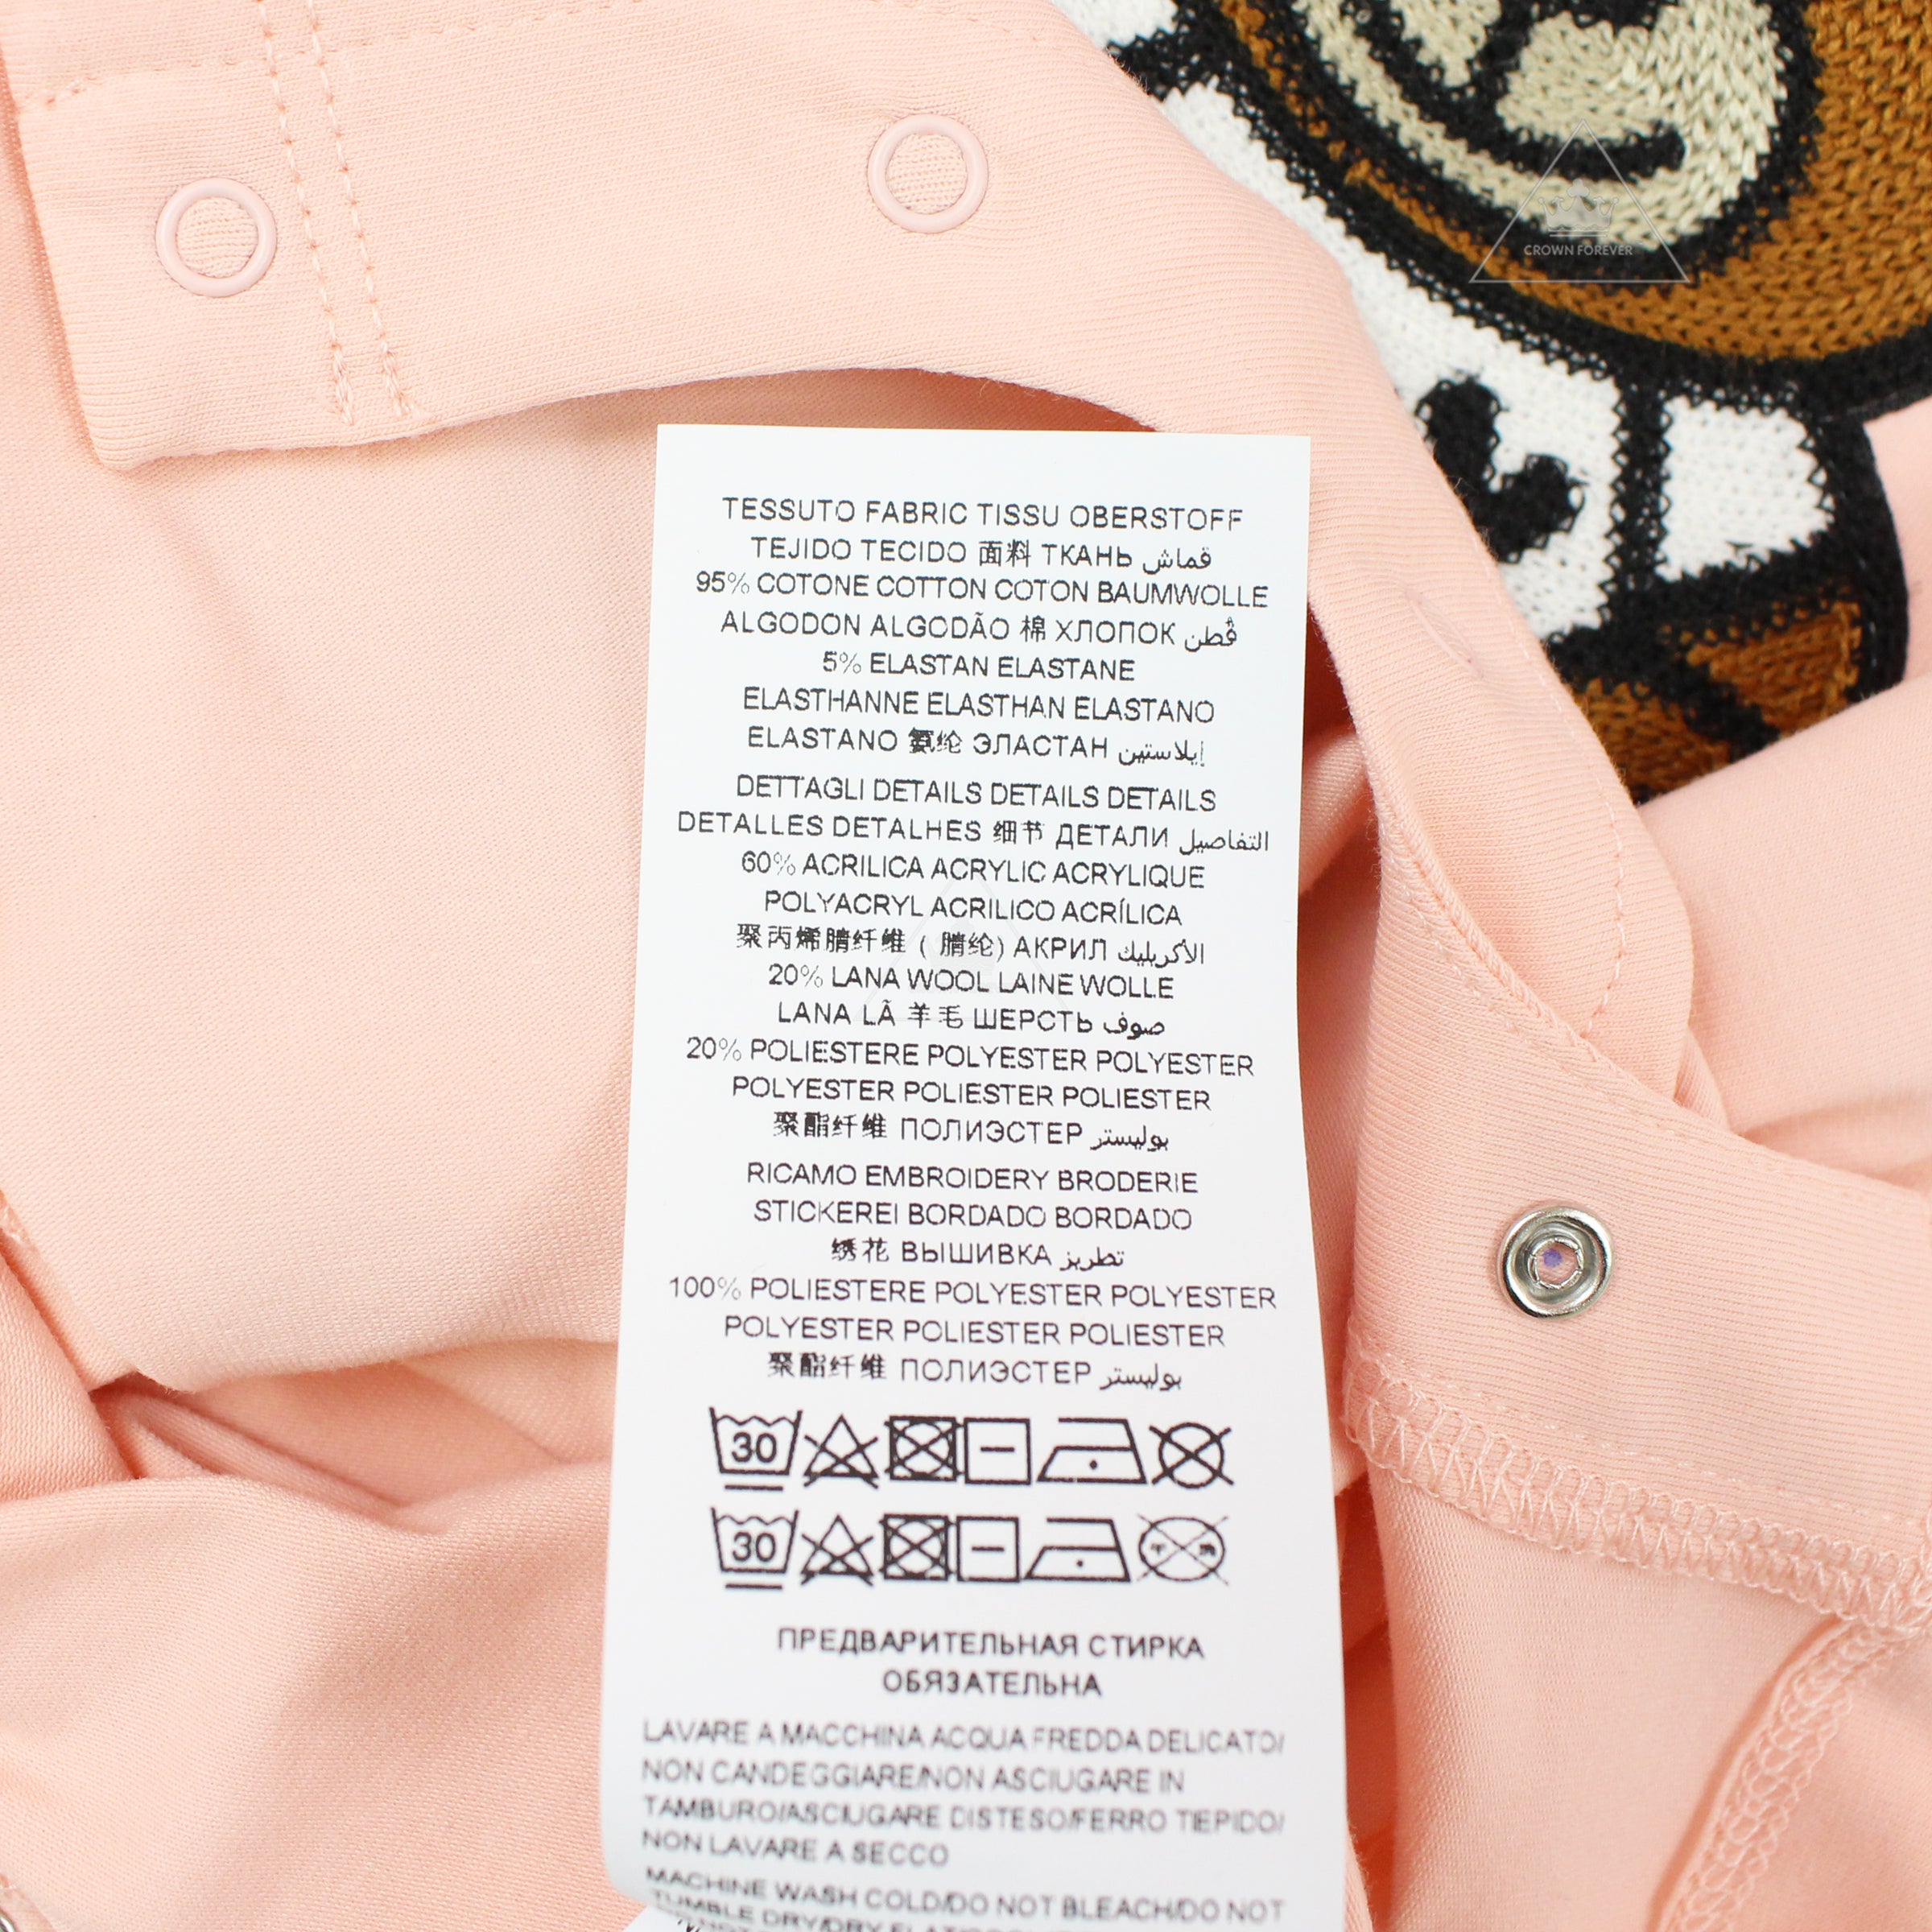 CROWN FOREVER
TESSUTO FABRIC TISSU OBERSTOFF
TEJIDO TECIDO 面料 ТКАНЬ قماش
95% COTONE COTTON COTON BAUMWOLLE
ALGODON ALGODÃO 棉 ХЛОПОК قُطن
5% ELASTAN ELASTANE
ELASTHANNE ELASTHAN ELASTANO
ELASTANO 氨纶 ЭЛАСТАН إيلاستين
DETTAGLI DETAILS DETAILS DETAILS
DETALLES DETALHES 细节 ДЕТАЛИ التفاصيل
60% ACRILICA ACRYLIC ACRYLIQUE
POLYACRYL ACRILICO ACRÍLICA
聚丙烯腈纤维 ( 腈纶) АКРИЛ الأكريليك
20% LANA WOOL LAINE WOLLE
LANA LÃ 羊毛 ШЕРСТЬ صوف
20% POLIESTERE POLYESTER POLYESTER
POLYESTER POLIESTER POLIESTER
聚酯纤维 ПОЛИЭСТЕР بوليستر
RICAMO EMBROIDERY BRODERIE
STICKEREI BORDADO BORDADO
绣花 ВЫШИВКА تطريز
100% POLIESTERE POLYESTER POLYESTER
POLYESTER POLIESTER POLIESTER
聚酯纤维 ПОЛИЭСТЕР بوليستر
30
30
ПРЕДВАРИТЕЛЬНАЯ СТИРКА
ОБЯЗАТЕЛЬНА
LAVARE A MACCHINA ACQUA FREDDA DELICATO/
NON CANDEGGIARE/NON ASCIUGARE IN
TAMBURO/ASCIUGARE DISTESO/FERRO TIEPIDO/
NON LAVARE A SECCO
MACHINE WASH COLD/DO NOT BLEACH/DO NOT
TUMBLE DRY/DRY